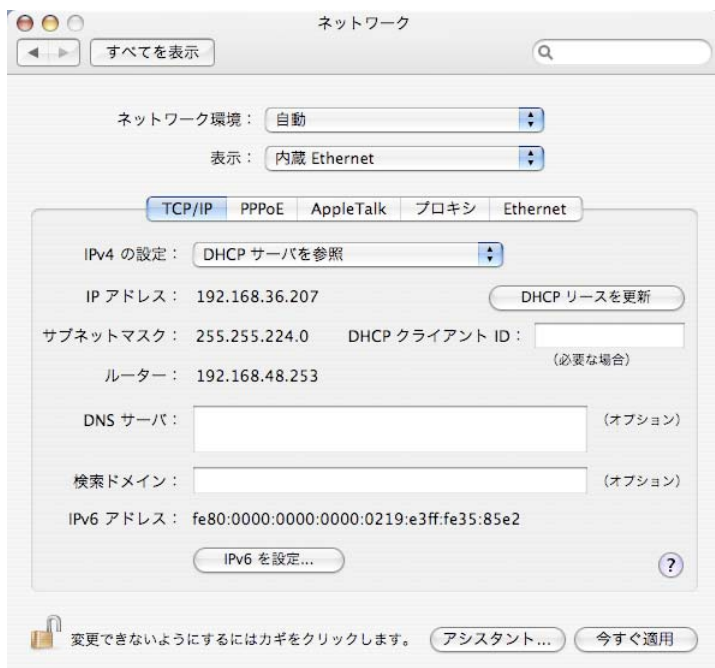 ネットワーク
すべてを表示
ネットワーク環境： 自動
表示： 内蔵 Ethernet
TCP/IP PPPoE AppleTalk プロキシ Ethernet
IPv4 の設定： DHCP サーバを参照
IP アドレス： 192.168.36.207 DHCP リースを更新
サブネットマスク： 255.255.224.0 DHCP クライアント ID：
（必要な場合）
ルーター： 192.168.48.253
DNS サーバ： （オプション）
検索ドメイン： （オプション）
IPv6 アドレス： fe80:0000:0000:0000:0219:e3ff:fe35:85e2
IPv6 を設定... ?
変更できないようにするにはカギをクリックします。 アシスタント... 今すぐ適用